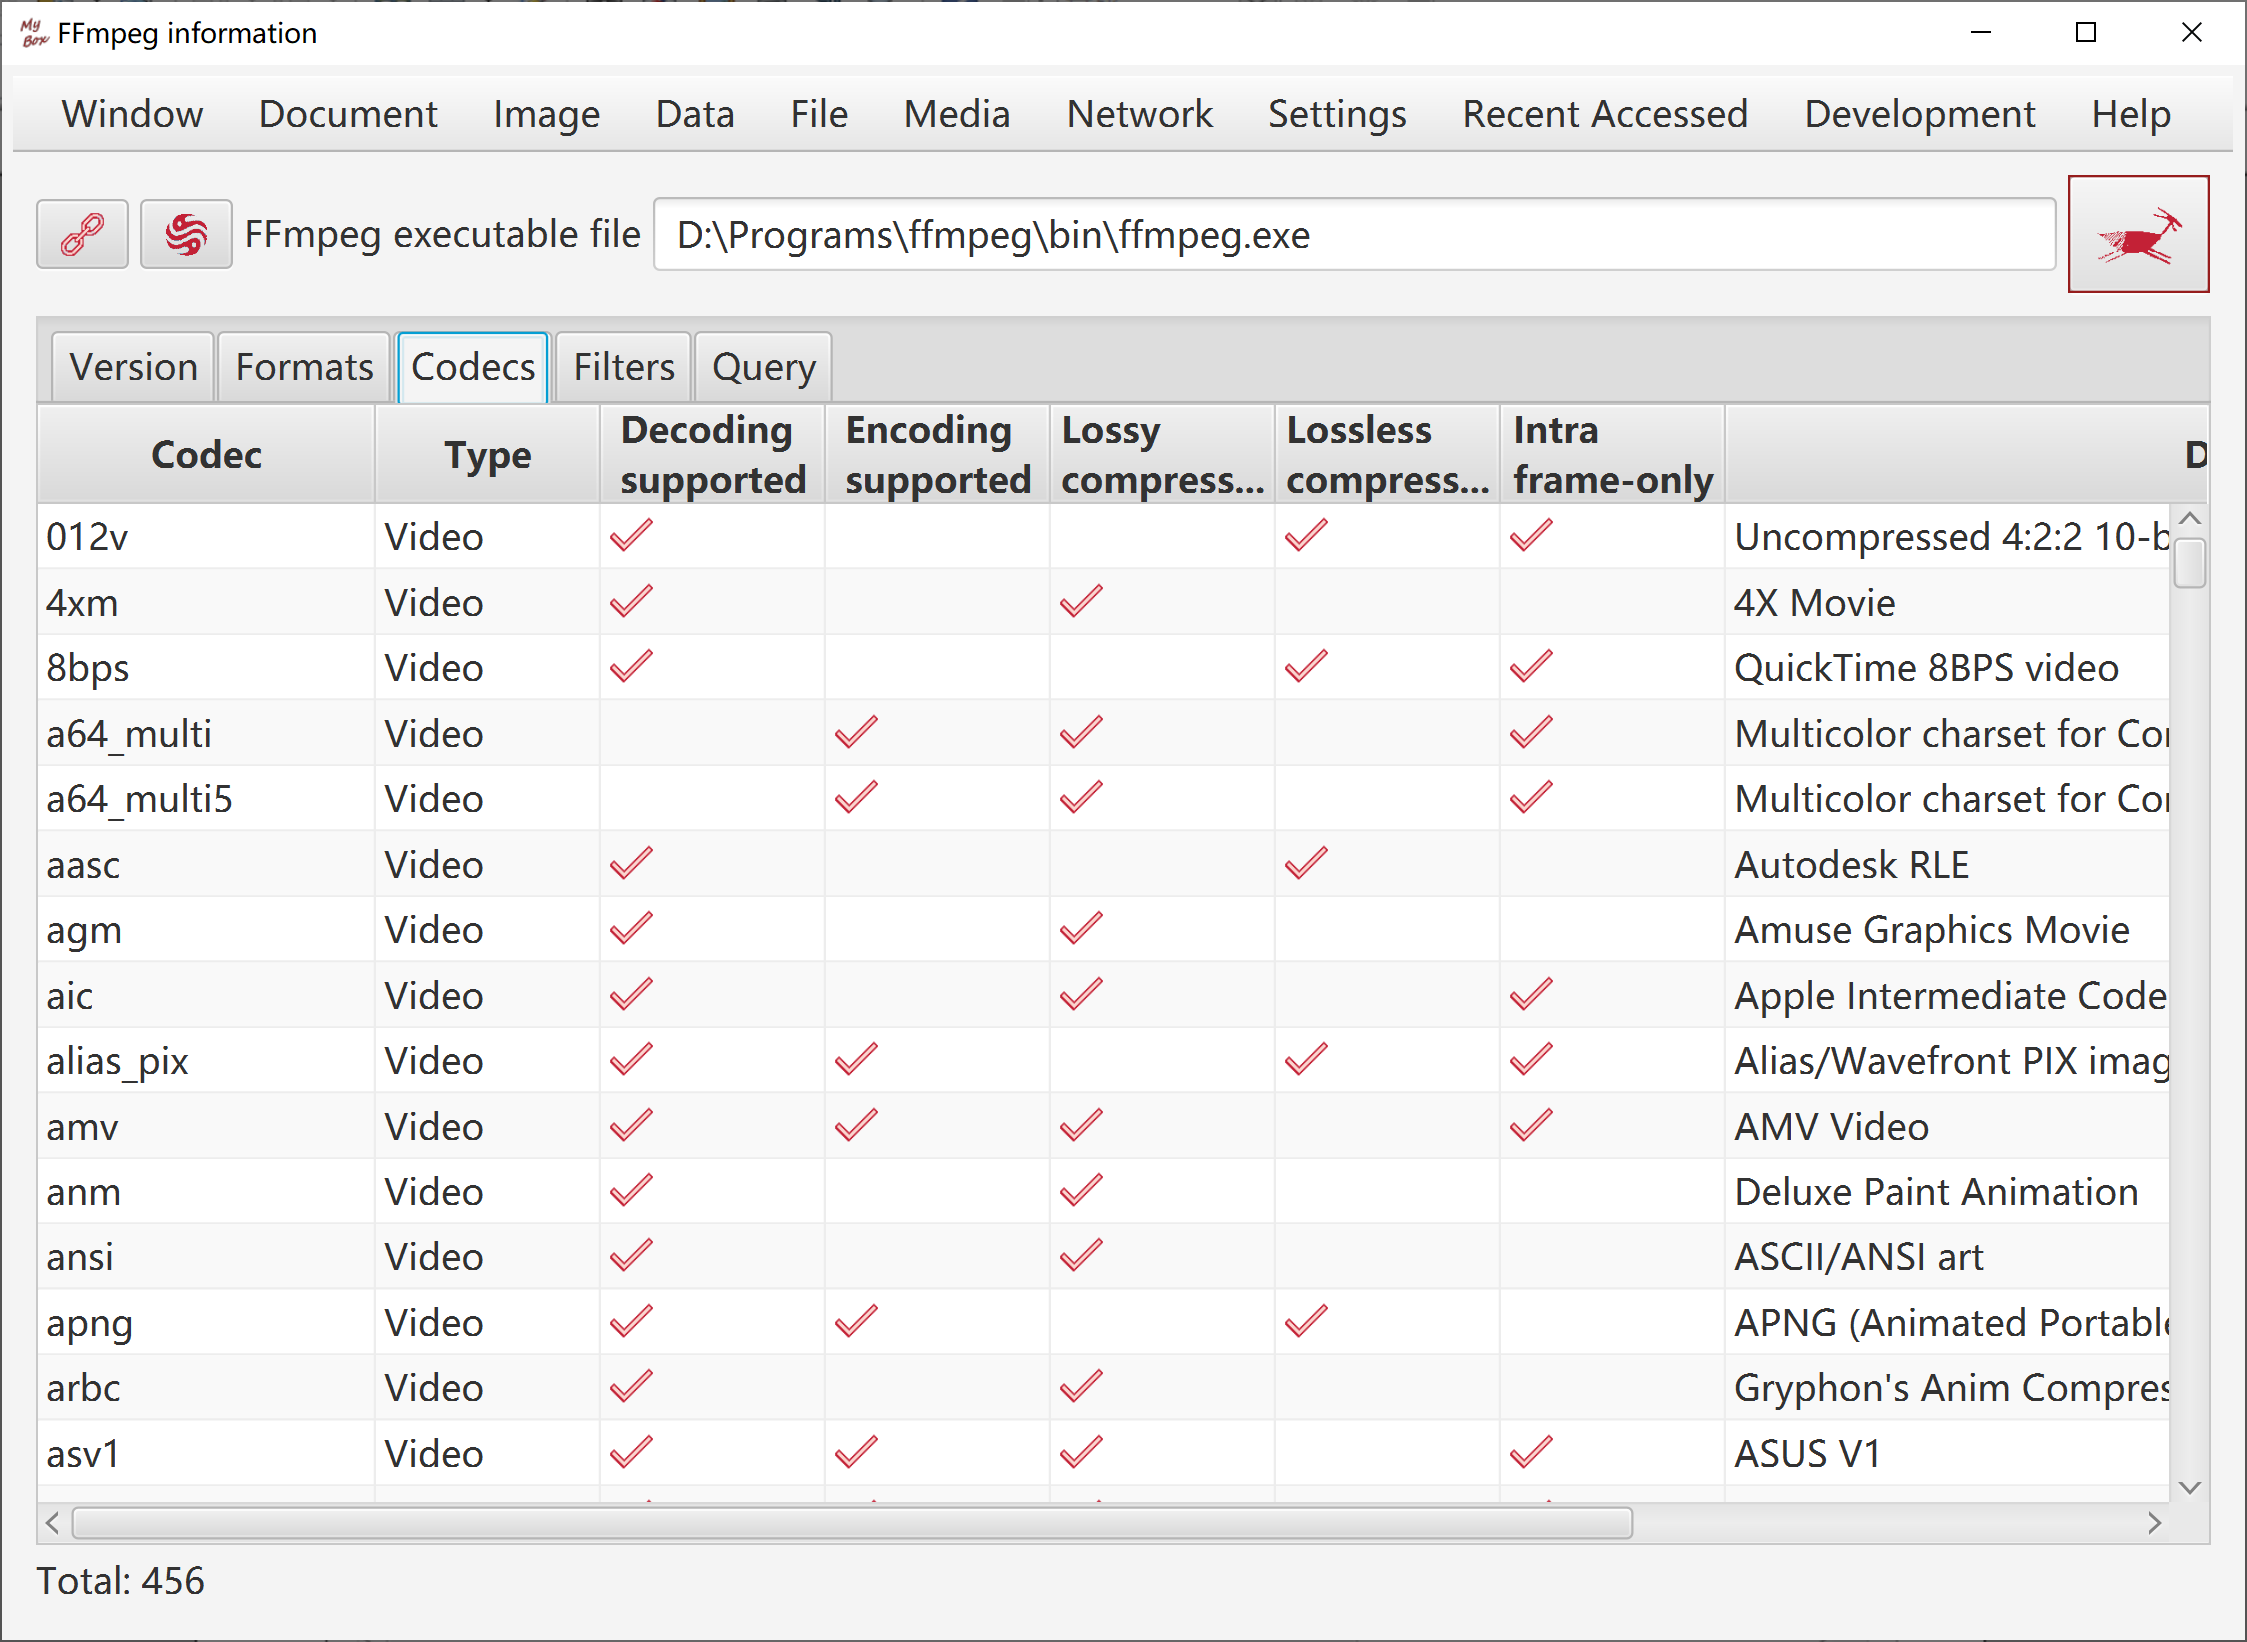 My Box FFmpeg information
Window Document Image Data File Media Network Settings Recent Accessed Development Help
FFmpeg executable file D:\Programs\ffmpeg\bin\ffmpeg.exe
Version Formats Codecs Filters Query
Codec Type Decoding supported Encoding supported Lossy compress... Lossless compress... Intra frame-only D
012v Video Uncompressed 4:2:2 10-b
4xm Video 4X Movie
8bps Video QuickTime 8BPS video
a64_multi Video Multicolor charset for Co
a64_multi5 Video Multicolor charset for Co
aasc Video Autodesk RLE
agm Video Amuse Graphics Movie
aic Video Apple Intermediate Code
alias_pix Video Alias/Wavefront PIX imag
amv Video AMV Video
anm Video Deluxe Paint Animation
ansi Video ASCII/ANSI art
apng Video APNG (Animated Portable
arbc Video Gryphon's Anim Compres
asv1 Video ASUS V1
Total: 456